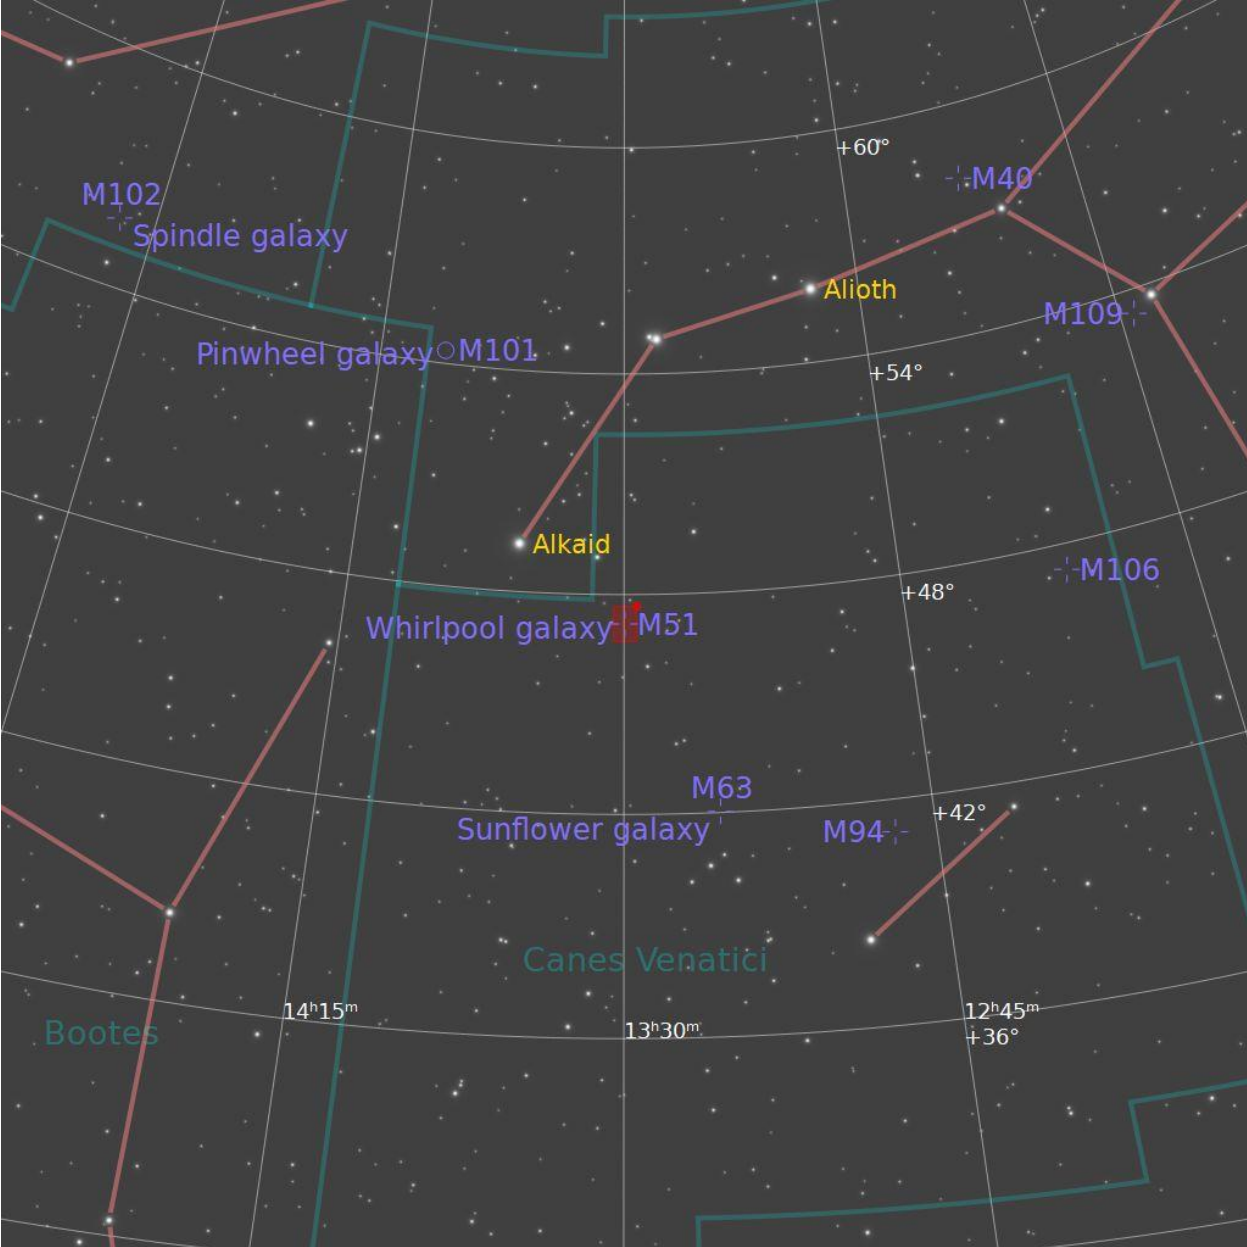 +60°
M40
M102
Spindle galaxy
Alioth
M109
Pinwheel galaxy
M101
+54°
Alkaid
M106
+48°
Whirlpool galaxy
M51
M63
+42°
Sunflower galaxy
M94
Canes Venatici
14ʰ15ᵐ
12ʰ45ᵐ
13ʰ30ᵐ
Bootes
+36°